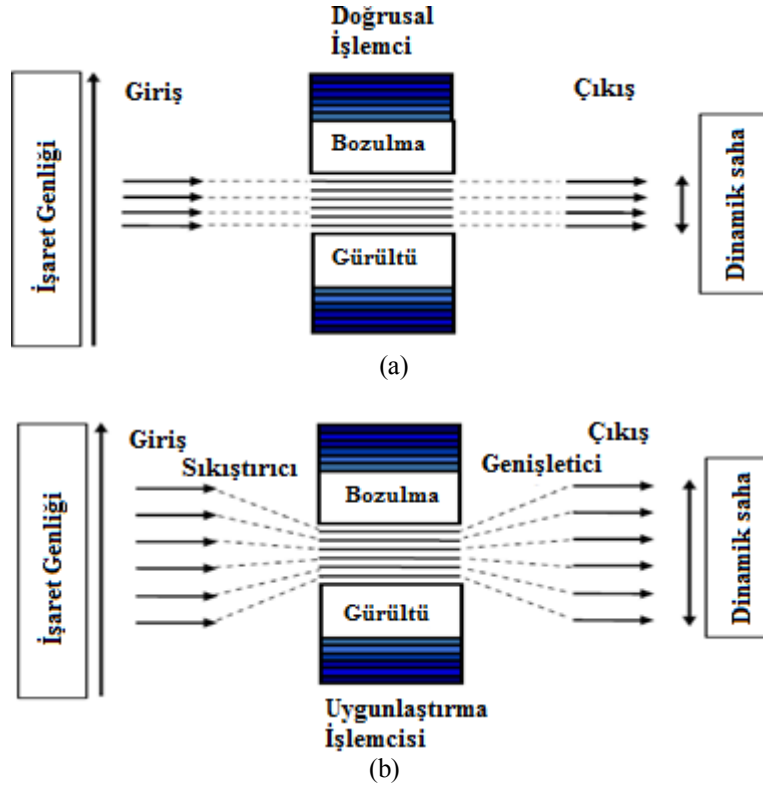 Doğrusal
İşlemci
Giriş
Çıkış
İşaret Genliği
Bozulma
Gürültü
Dinamik saha
(a)
Giriş
Çıkış
Sıkıştırıcı
Genişletici
İşaret Genliği
Bozulma
Gürültü
Dinamik saha
Uygunlaştırma
İşlemcisi
(b)